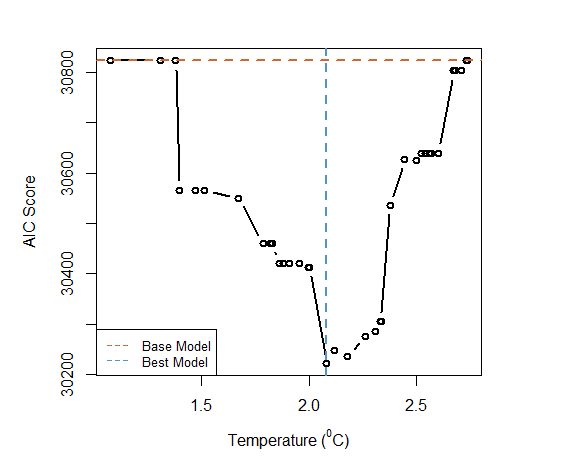 AIC Score
30800
30600
30400
30200
Base Model
Best Model
1.5 2.0 2.5
Temperature (⁰C)